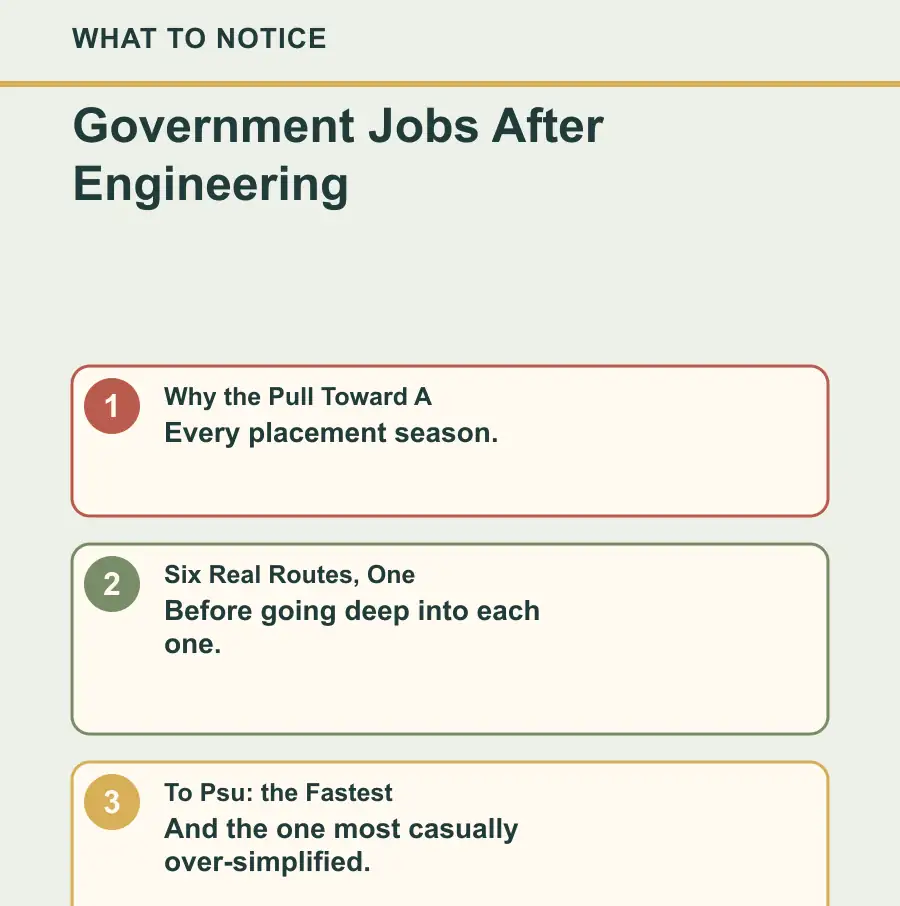 WHAT TO NOTICE
Government Jobs After
Engineering
1
Why the Pull Toward A
Every placement season.
2
Six Real Routes, One
Before going deep into each
one.
3
To Psu: the Fastest
And the one most casually
over-simplified.